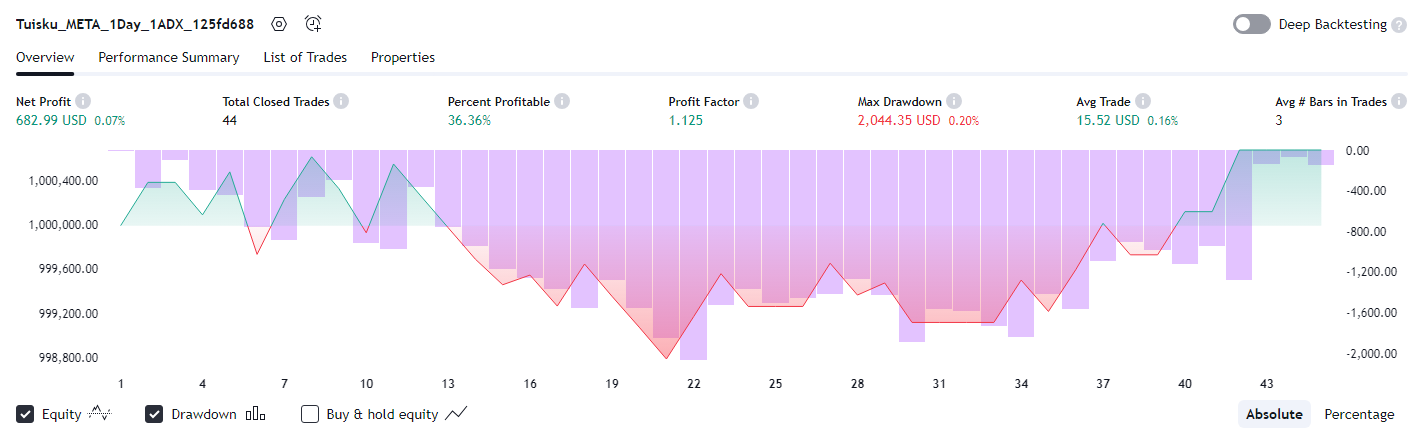 Tuisku_META_1Day_1ADX_125fd688
Deep Backtesting
Overview Performance Summary List of Trades Properties
Net Profit Total Closed Trades Percent Profitable Profit Factor Max Drawdown Avg Trade Avg # Bars in Trades
682.99 USD 0.07% 44 36.36% 1.125 2,044.35 USD 0.20% 15.52 USD 0.16% 3
0.00
1,000,400.00
-400.00
1,000,000.00
-800.00
999,600.00
-1,200.00
999,200.00
-1,600.00
998,800.00
-2,000.00
1 4 7 10 13 16 19 22 25 28 31 34 37 40 43
Equity Drawdown Buy & hold equity Absolute Percentage